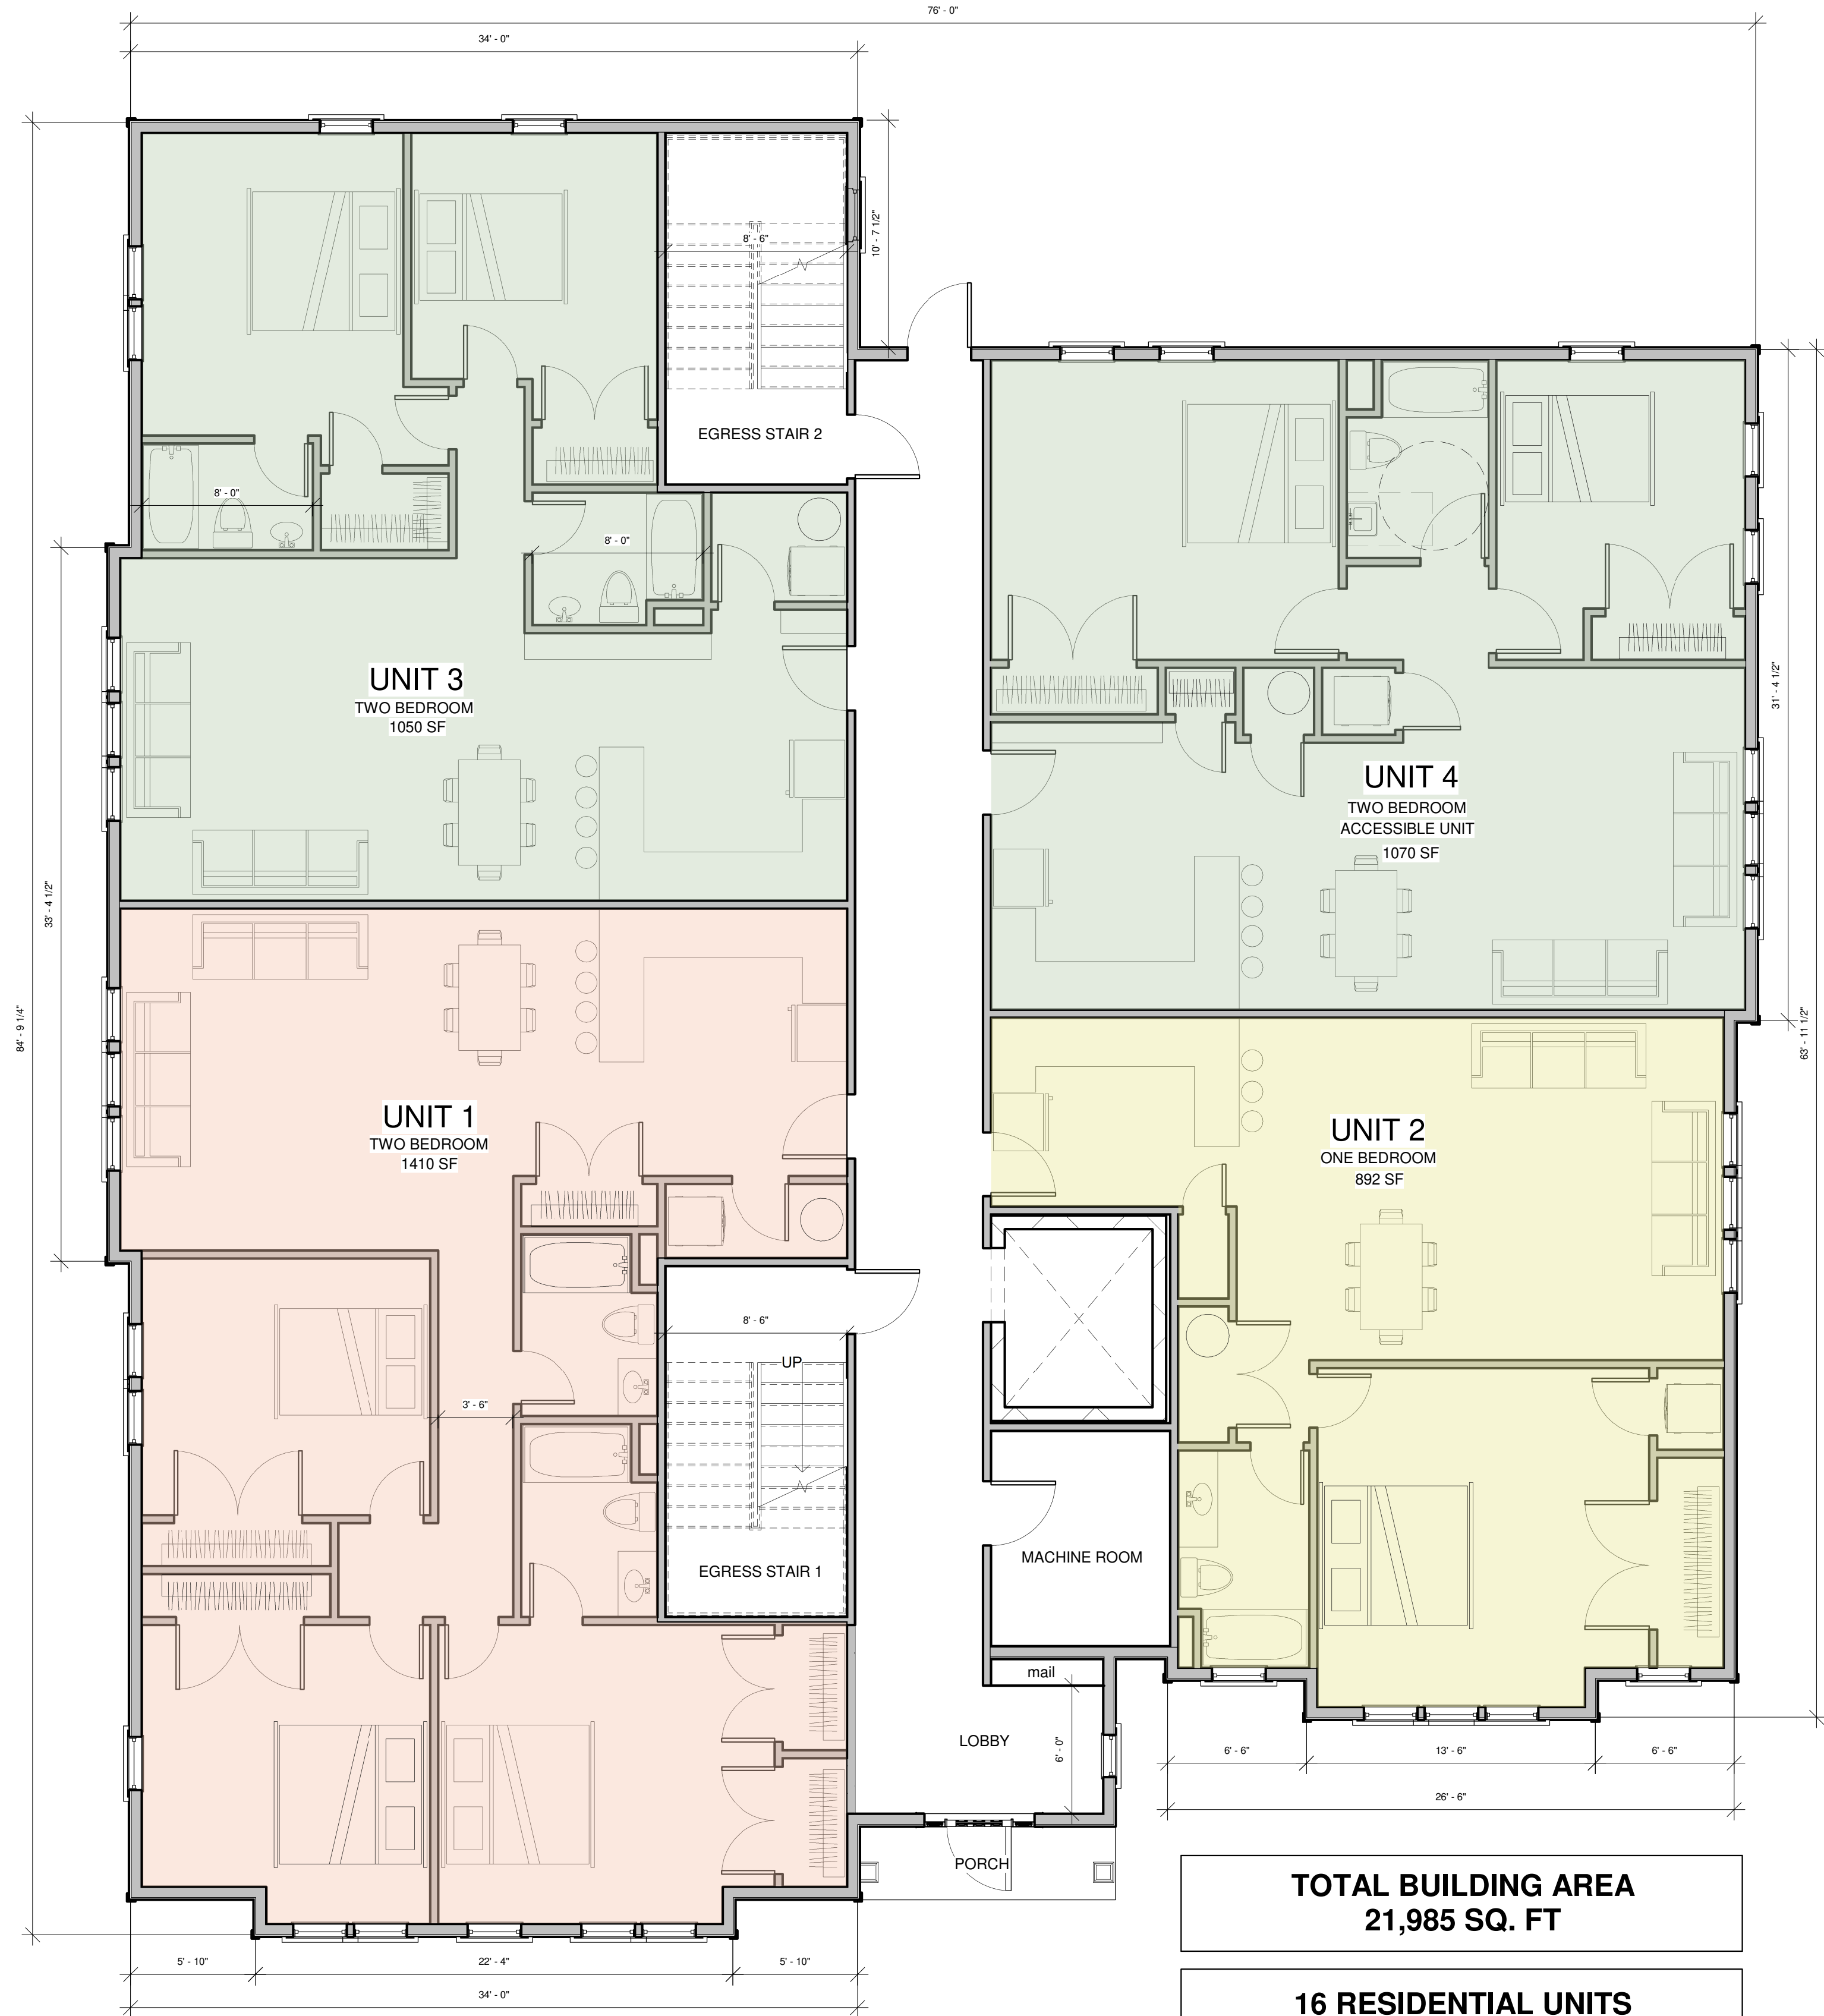 76' - 0"
34' - 0"
10' - 7 1/2"
8' - 6"
EGRESS STAIR 2
8' - 0"
8' - 0"
UNIT 3
TWO BEDROOM
1050 SF
31' - 4 1/2"
UNIT 4
TWO BEDROOM
ACCESSIBLE UNIT
1070 SF
33' - 4 1/2"
84' - 9 1/4"
63' - 11 1/2"
UNIT 1
TWO BEDROOM
1410 SF
UNIT 2
ONE BEDROOM
892 SF
8' - 6"
UP
3' - 6"
EGRESS STAIR 1
MACHINE ROOM
mail
LOBBY
6' - 0"
6' - 6"
13' - 6"
6' - 6"
26' - 6"
PORCH
TOTAL BUILDING AREA
21,985 SQ. FT
5' - 10"
22' - 4"
5' - 10"
34' - 0"
16 RESIDENTIAL UNITS